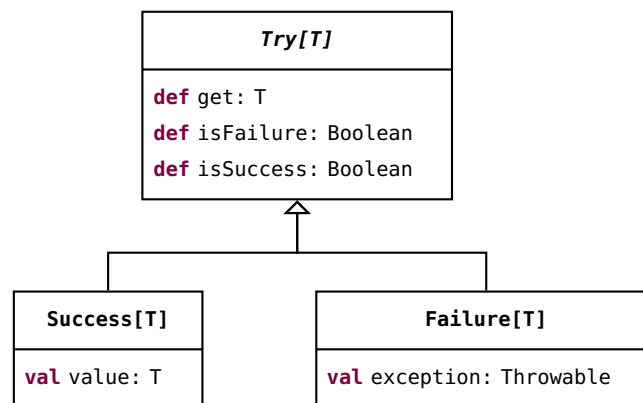 Try[T]
def get: T
def isFailure: Boolean
def isSuccess: Boolean
Success[T]
val value: T
Failure[T]
val exception: Throwable